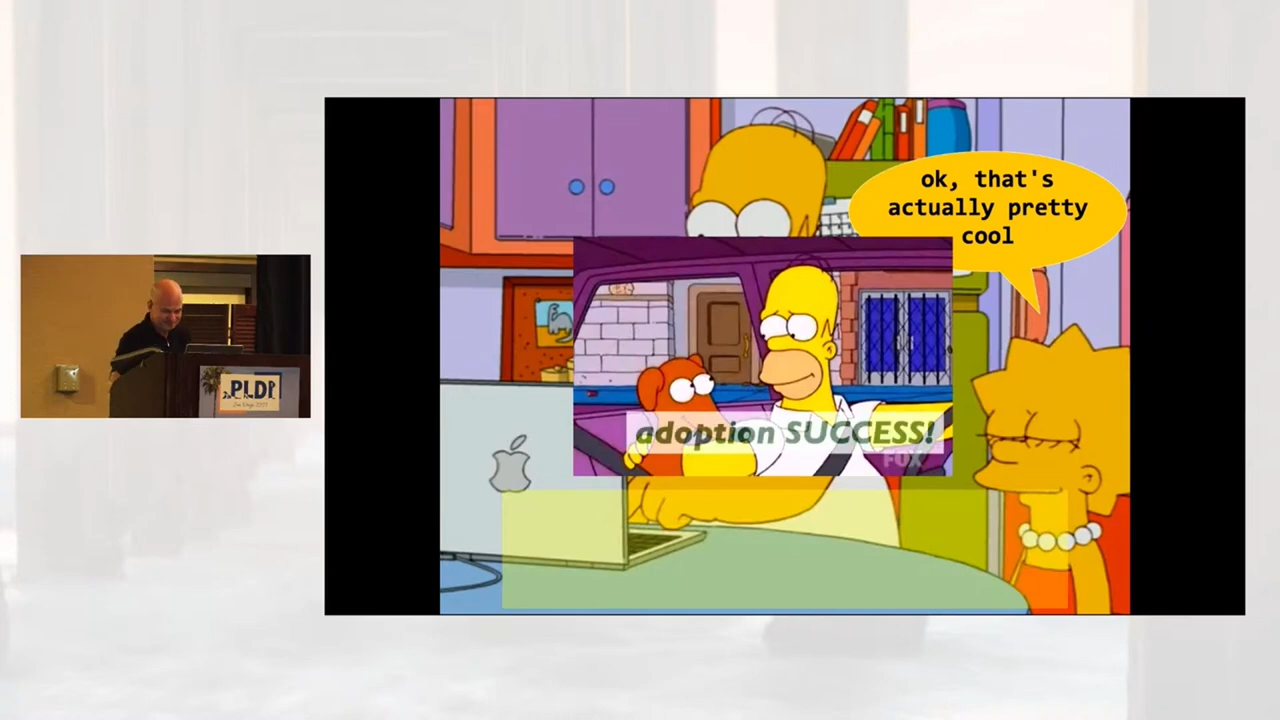 ok, that's
actually pretty
cool
adoption SUCCESS!
FOX
PLDI